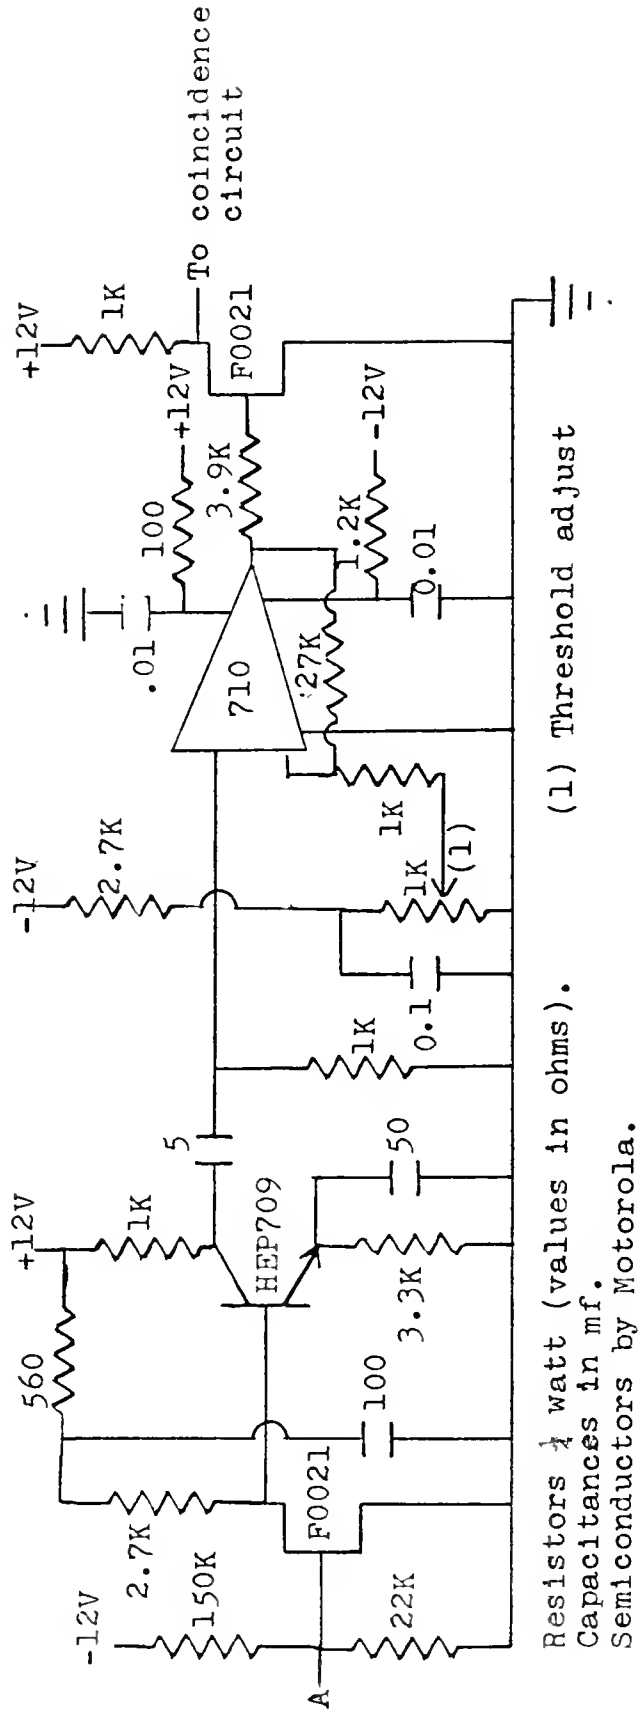 -12V
150K
A
22K
2.7K
560
+12V
F0021
100
1K
HEP709
3.3K
50
5
1K
0.1
-12V
2.7K
1K
(1)
1K
710
27K
.01
100
+12V
3.9K
1.2K
-12V
0.01
+12V
1K
F0021
To coincidence
circuit
(1) Threshold adjust
Resistors ¼ watt (values in ohms).
Capacitances in mf.
Semiconductors by Motorola.